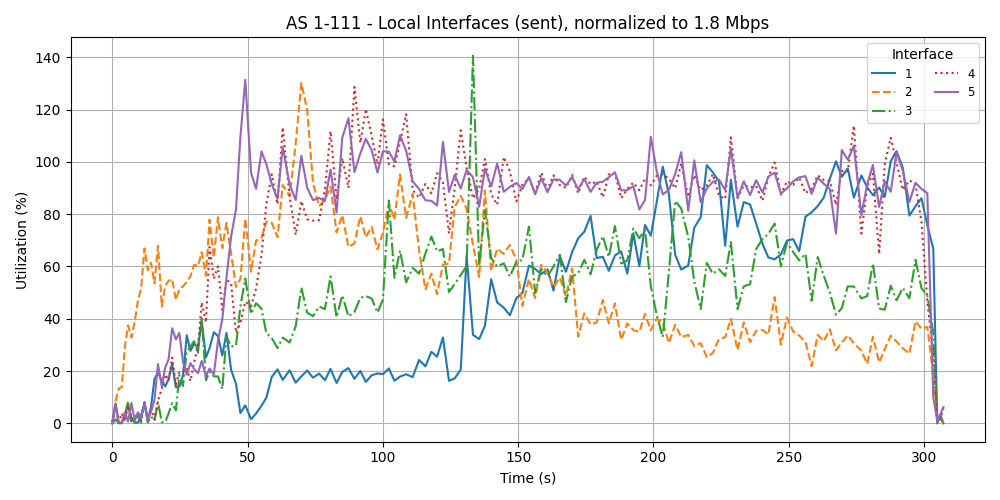 AS 1-111 - Local Interfaces (sent), normalized to 1.8 Mbps
Utilization (%)
140
120
100
80
60
40
20
0
0 50 100 150 200 250 300
Time (s)
Interface
1 4
2 5
3